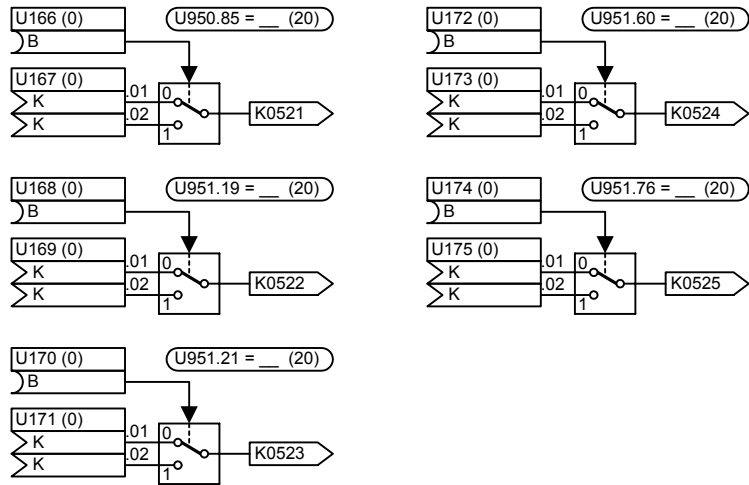 U166 (0) U950.85 = __ (20)
B
U167 (0)
K .01 0
K .02 1
K0521
U172 (0) U951.60 = __ (20)
B
U173 (0)
K .01 0
K .02 1
K0524
U168 (0) U951.19 = __ (20)
B
U169 (0)
K .01 0
K .02 1
K0522
U174 (0) U951.76 = __ (20)
B
U175 (0)
K .01 0
K .02 1
K0525
U170 (0) U951.21 = __ (20)
B
U171 (0)
K .01 0
K .02 1
K0523